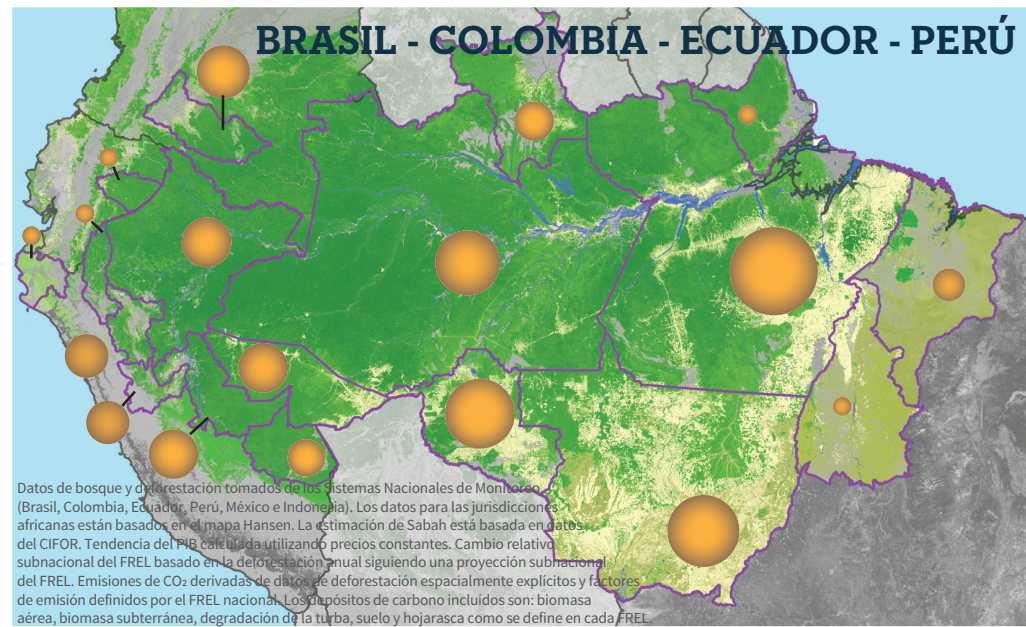 BRASIL - COLOMBIA - ECUADOR - PERÚ
Datos de bosque y deforestación tomados de los Sistemas Nacionales de Monitoreo
(Brasil, Colombia, Ecuador, Perú, México e Indonesia). Los datos para las jurisdicciones
africanas están basados en el mapa Hansen. La estimación de Sabah está basada en datos
del CIFOR. Tendencia del PIB calculada utilizando precios constantes. Cambio relativo
subnacional del FREL basado en la deforestación anual siguiendo una proyección subnacional
del FREL. Emisiones de CO₂ derivadas de datos de deforestación espacialmente explícitos y factores
de emisión definidos por el FREL nacional. Los depósitos de carbono incluídos son: biomasa
aérea, biomasa subterránea, degradación de la turba, suelo y hojarasca como se define en cada FREL.